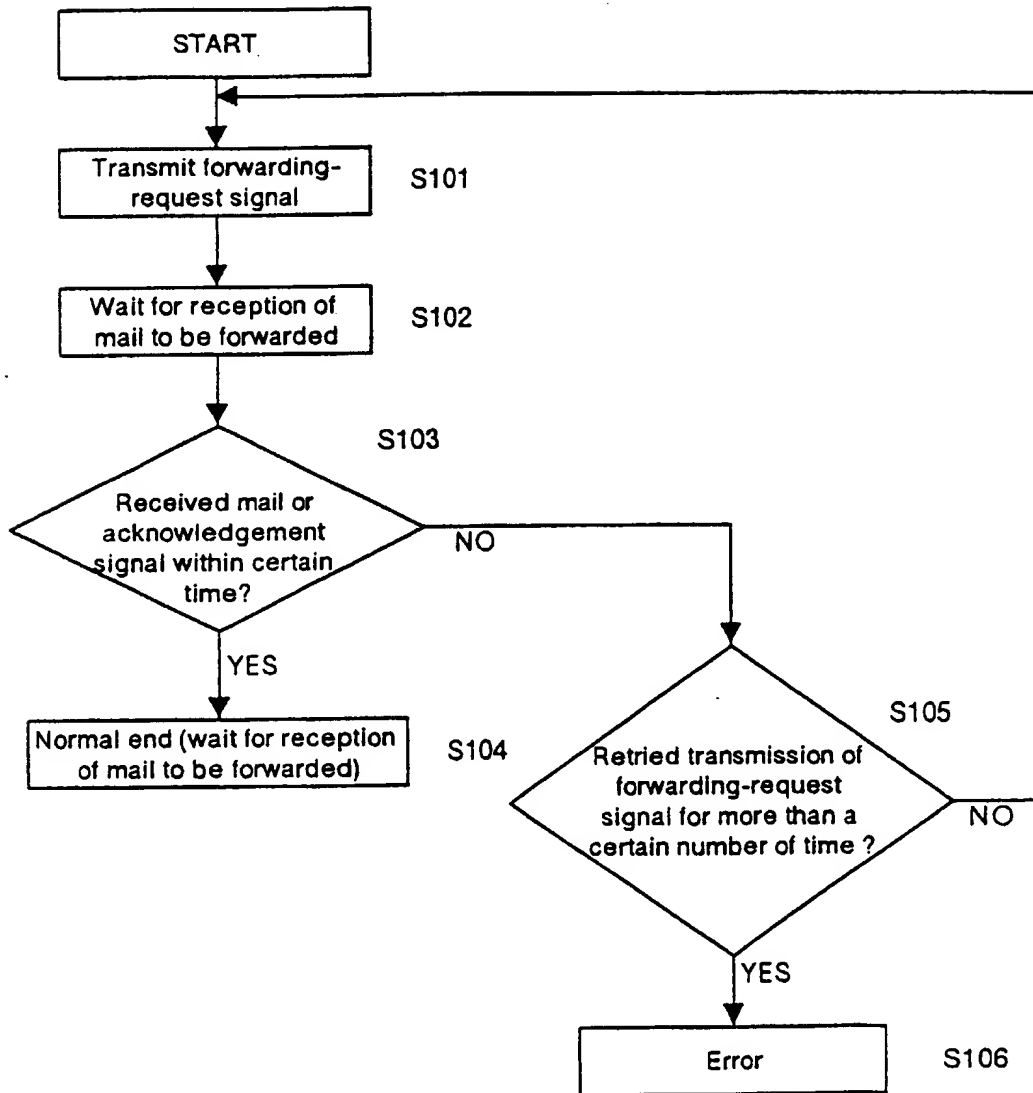 START
Transmit forwarding-
request signal
S101
Wait for reception of
mail to be forwarded
S102
S103
Received mail or
acknowledgement
signal within certain
time?
NO
YES
Normal end (wait for reception
of mail to be forwarded)
S104
S105
Retried transmission of
forwarding-request
signal for more than a
certain number of time ?
NO
YES
Error
S106